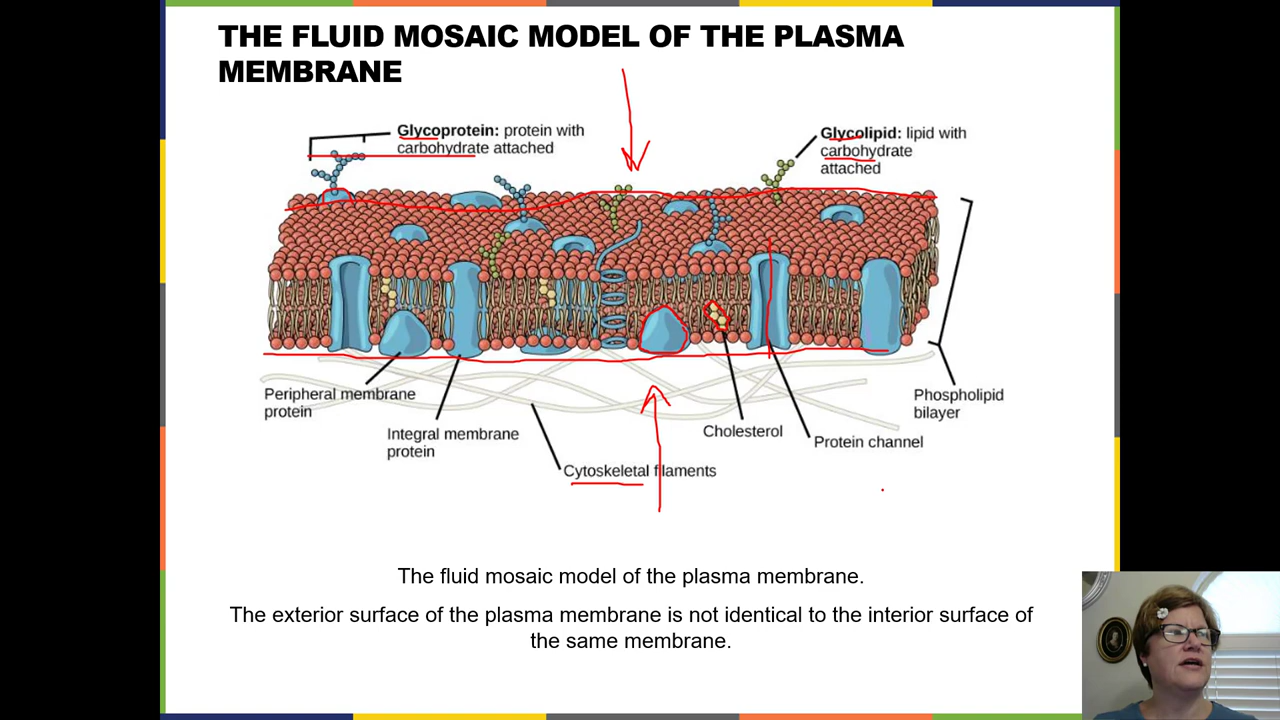 THE FLUID MOSAIC MODEL OF THE PLASMA
MEMBRANE
Glycoprotein: protein with
carbohydrate attached
Glycolipid: lipid with
carbohydrate
attached
Peripheral membrane
protein
Integral membrane
protein
Cytoskeletal filaments
Cholesterol
Protein channel
Phospholipid
bilayer
The fluid mosaic model of the plasma membrane.
The exterior surface of the plasma membrane is not identical to the interior surface of
the same membrane.